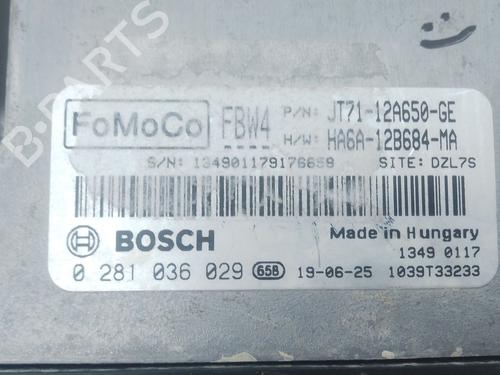 B-PARTS
FoMoCo FBW4 P/N: JT71-12A650-GE
H/W: HA6A-12B684-MA
S/N: 134901179176659 SITE: DZL7S
BOSCH Made in Hungary
1349 0117
0 281 036 029 658 19-06-25 1039T33233